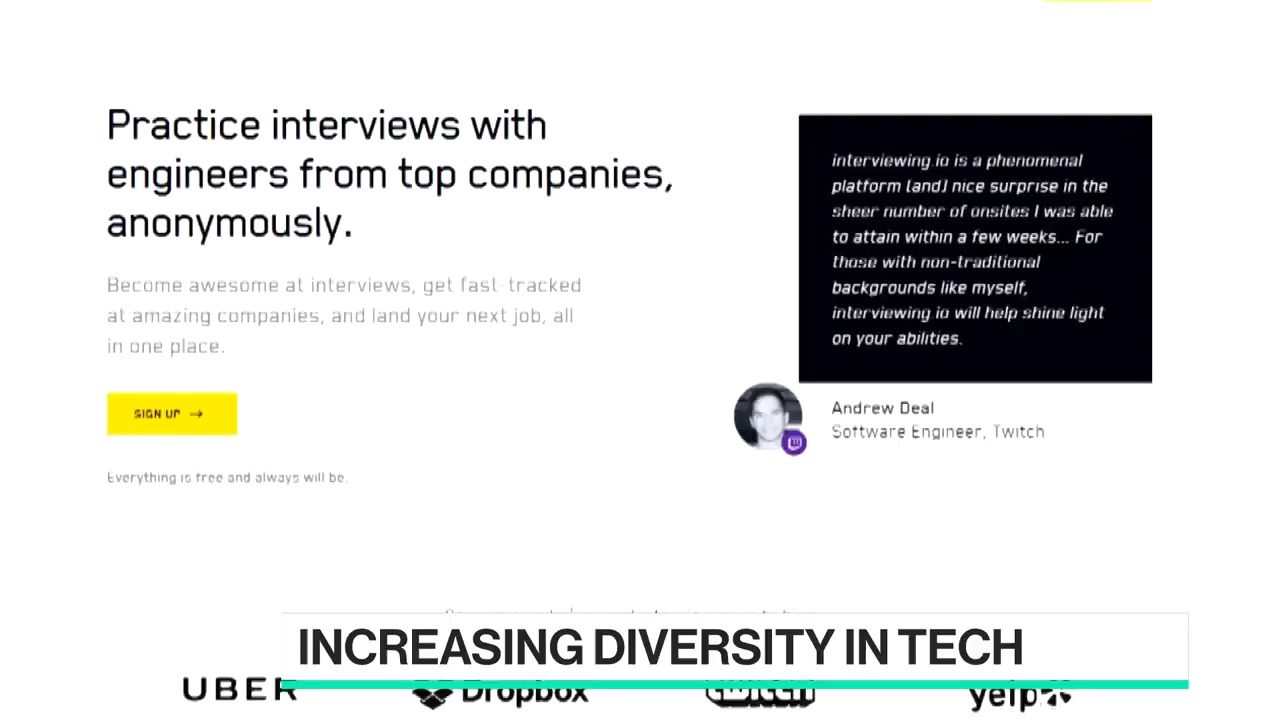 Practice interviews with
engineers from top companies,
anonymously.
Become awesome at interviews, get fast-tracked
at amazing companies, and land your next job, all
in one place.
SIGN UP →
Everything is free and always will be.
interviewing.io is a phenomenal
platform [and] nice surprise in the
sheer number of onsites I was able
to attain within a few weeks... For
those with non-traditional
backgrounds like myself,
interviewing.io will help shine light
on your abilities.
Andrew Deal
Software Engineer, Twitch
INCREASING DIVERSITY IN TECH
UBER
Dropbox
twitch
yelp